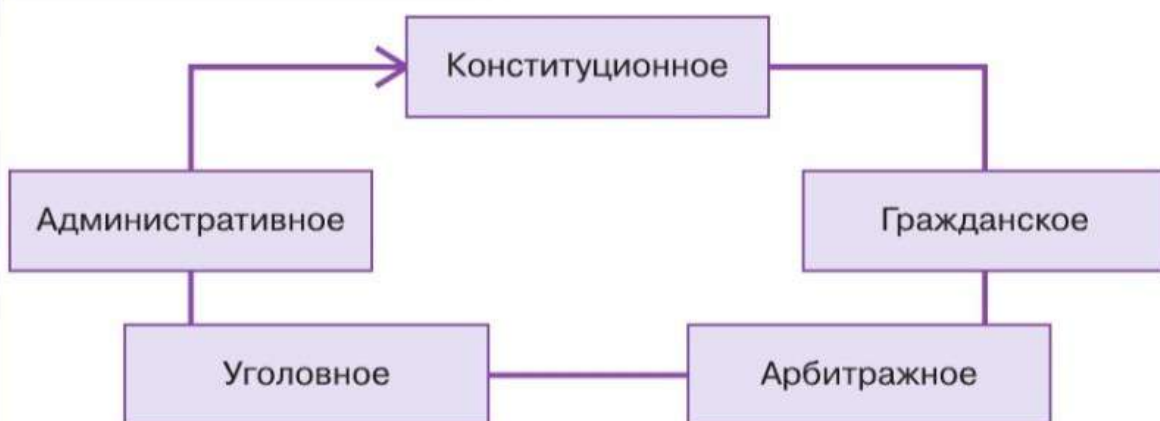 Конституционное
Административное
Гражданское
Уголовное
Арбитражное